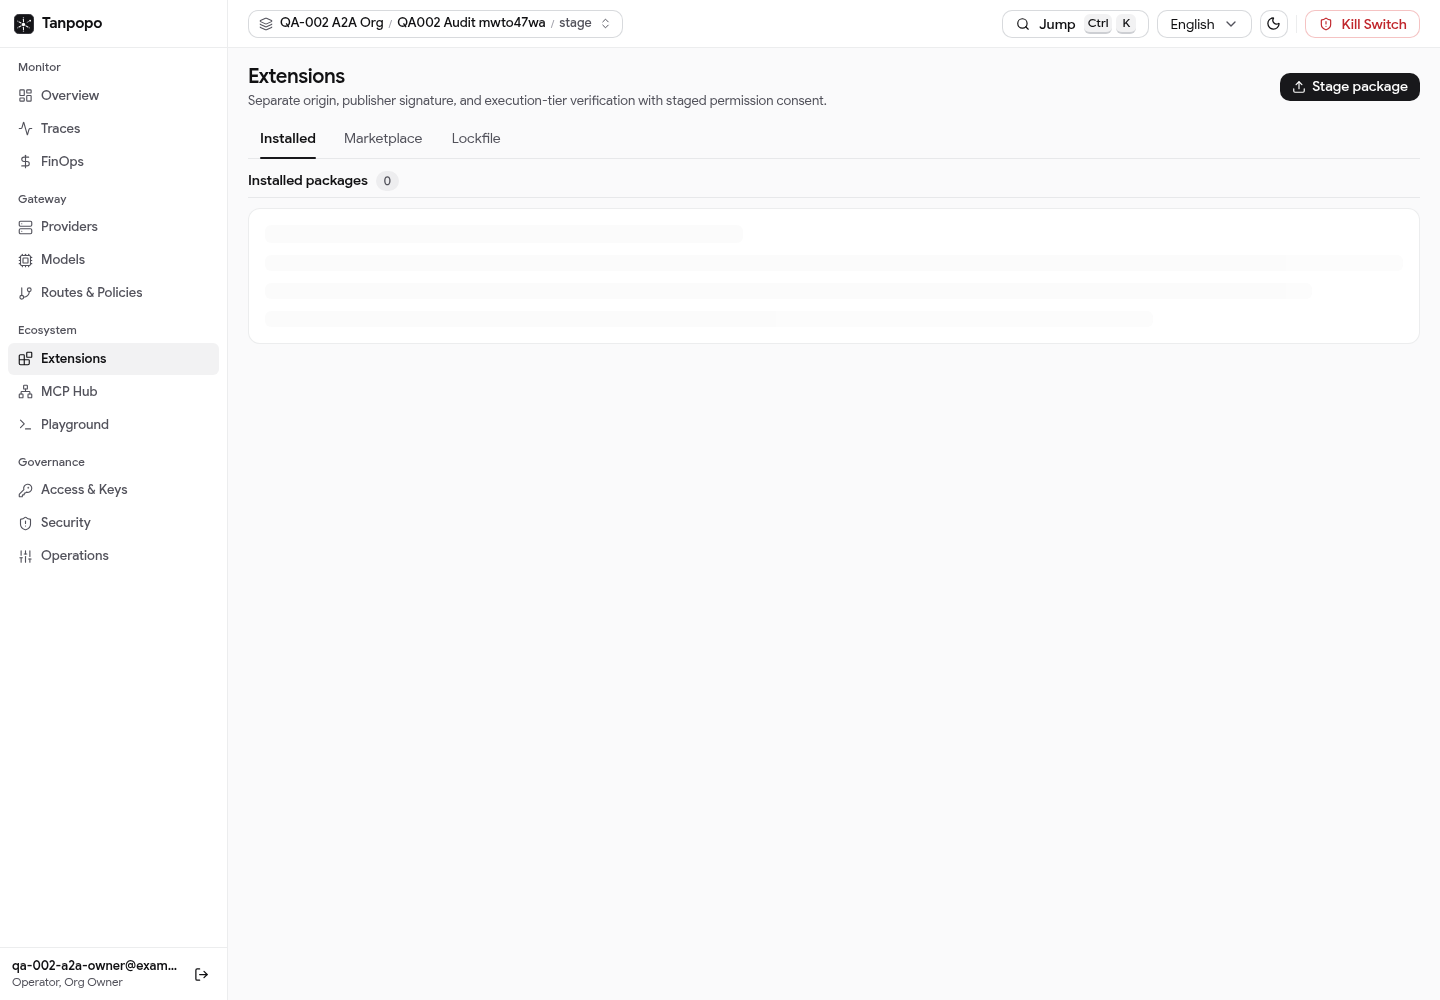 Tanpopo
QA-002 A2A Org / QA002 Audit mwto47wa / stage
Jump Ctrl K
English
Kill Switch
Monitor
Overview
Traces
FinOps
Gateway
Providers
Models
Routes & Policies
Ecosystem
Extensions
MCP Hub
Playground
Governance
Access & Keys
Security
Operations
qa-002-a2a-owner@exam...
Operator, Org Owner
Extensions
Separate origin, publisher signature, and execution-tier verification with staged permission consent.
Stage package
Installed Marketplace Lockfile
Installed packages 0